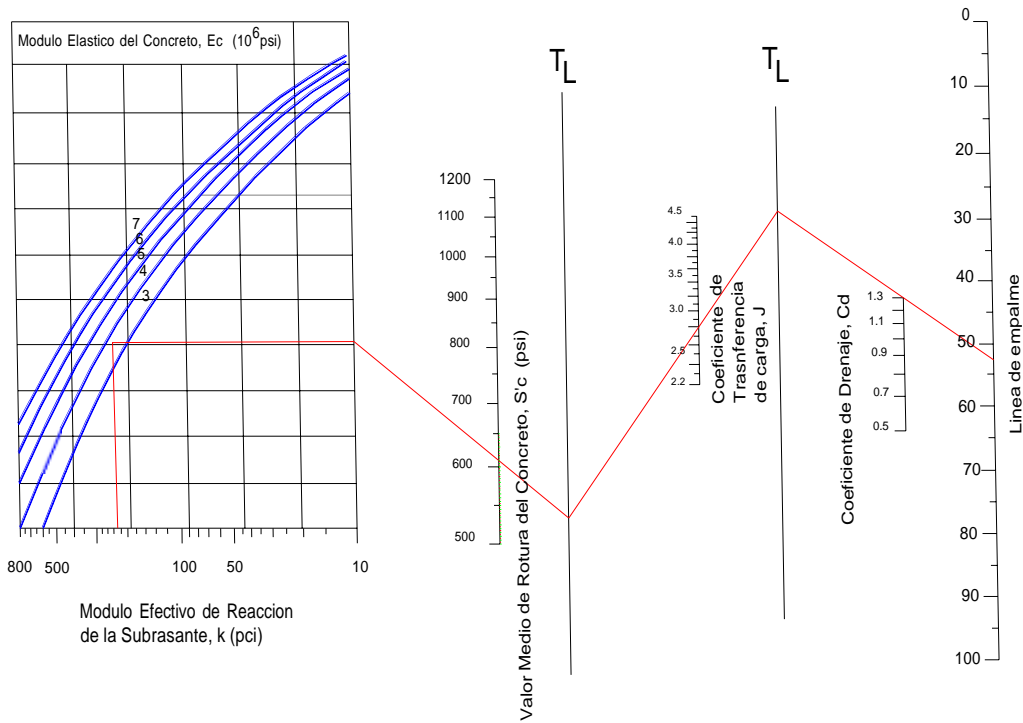 Modulo Elastico del Concreto, Ec (10⁶psi)
7
6
5
4
3
800 500 100 50 10
Modulo Efectivo de Reaccion
de la Subrasante, k (pci)
1200
1100
1000
900
800
700
600
500
Valor Medio de Rotura del Concreto, S'c (psi)
TL
4.5
4.0
3.5
3.0
2.5
2.2
Coeficiente de
Trasnferencia
de carga, J
TL
1.3
1.1
0.9
0.7
0.5
Coeficiente de Drenaje, Cd
0
10
20
30
40
50
60
70
80
90
100
Linea de empalme